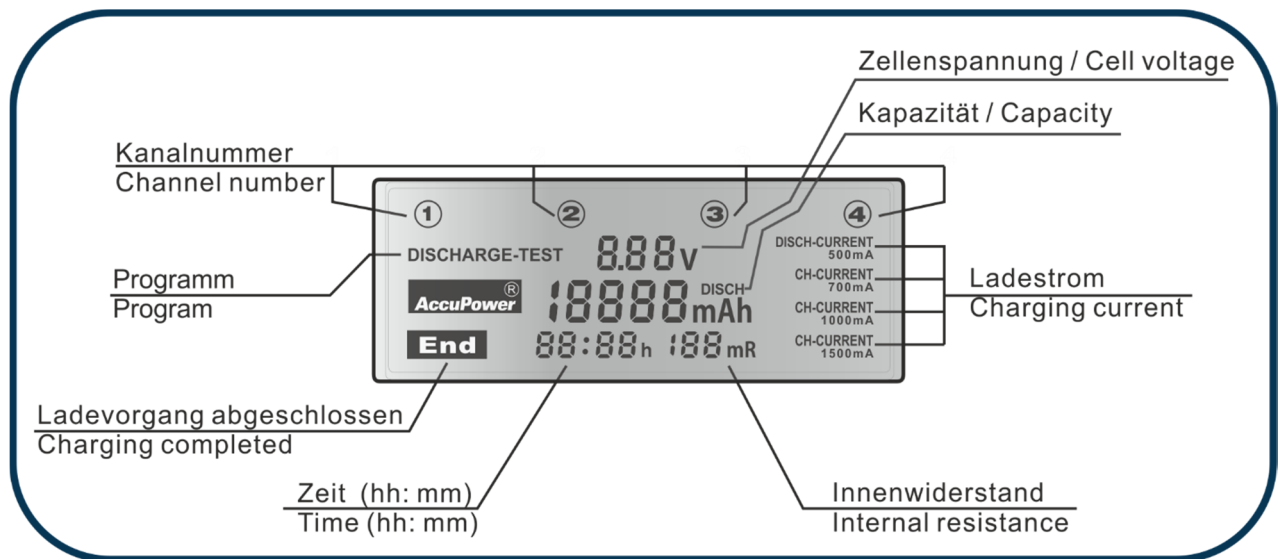 Zellenspannung / Cell voltage
Kapazität / Capacity
Kanalnummer
Channel number
① ② ③ ④
DISCHARGE-TEST 8.88V
DISCH-CURRENT
500mA
Programm
Program
AccuPower®
18888mAh
DISCH
CH-CURRENT
700mA
CH-CURRENT
1000mA
CH-CURRENT
1500mA
Ladestrom
Charging current
End 88:88h 188mR
Ladevorgang abgeschlossen
Charging completed
Zeit (hh: mm)
Time (hh: mm)
Innenwiderstand
Internal resistance